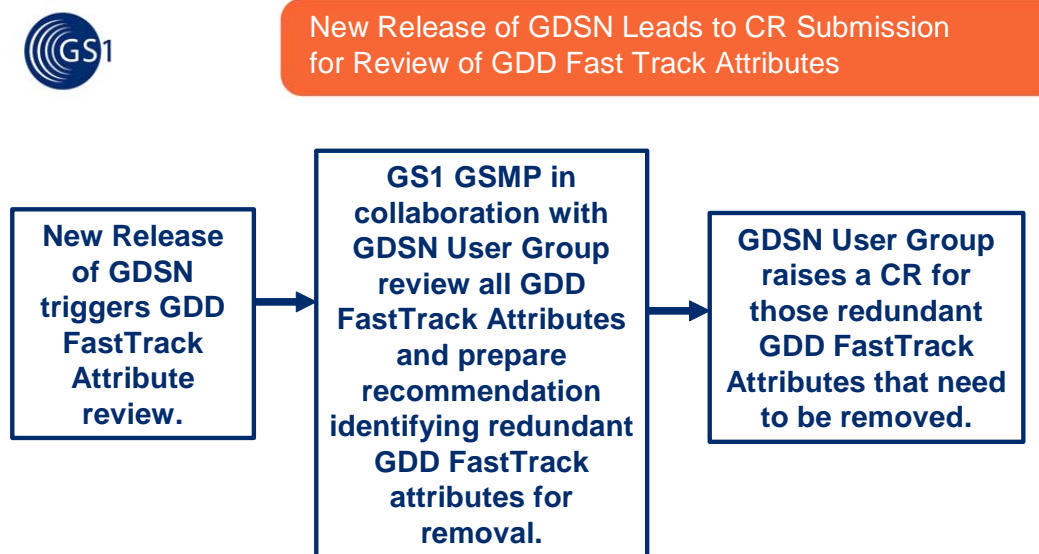 GS1
New Release of GDSN Leads to CR Submission
for Review of GDD Fast Track Attributes
New Release
of GDSN
triggers GDD
FastTrack
Attribute
review.
GS1 GSMP in
collaboration with
GDSN User Group
review all GDD
FastTrack Attributes
and prepare
recommendation
identifying redundant
GDD FastTrack
attributes for
removal.
GDSN User Group
raises a CR for
those redundant
GDD FastTrack
Attributes that need
to be removed.